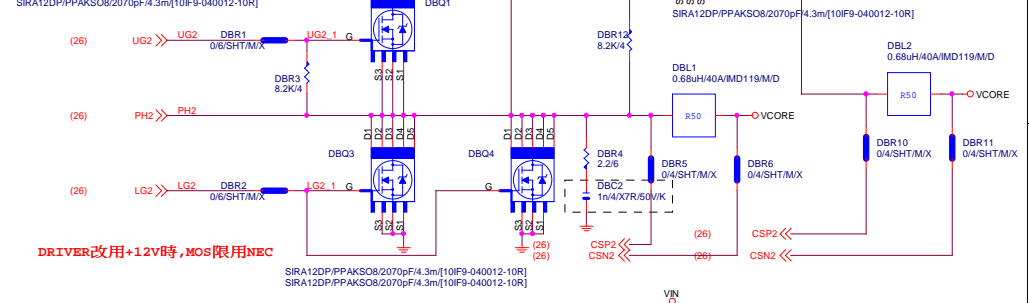 SIRA12DP/PPAKSO8/2070pF/4.3m/[10IF9-040012-10R]
DBQ1
SIRA12DP/PPAKSO8/2070pF/4.3m/[10IF9-040012-10R]
(26)
UG2
UG2
DBR1
0/6/SHT/M/X
UG2_1
G
S3
S2
S1
DBR3
8.2K/4
DBR12
8.2K/4
DBL1
0.68uH/40A/IMD119/M/D
R50
VCORE
DBL2
0.68uH/40A/IMD119/M/D
R50
VCORE
(26)
PH2
PH2
D1
D2
D3
D4
D5
D1
D2
D3
D4
D5
DBQ3
DBQ4
DBR4
2.2/6
DBR5
0/4/SHT/M/X
DBR6
0/4/SHT/M/X
DBR10
0/4/SHT/M/X
DBR11
0/4/SHT/M/X
(26)
LG2
LG2
DBR2
0/6/SHT/M/X
LG2_1
G
G
DBC2
1n/4/X7R/50V/K
S3
S2
S1
S3
S2
S1
(26)
CSP2
(26)
CSN2
(26)
CSP2
(26)
CSN2
DRIVER改用+12V時,MOS限用NEC
SIRA12DP/PPAKSO8/2070pF/4.3m/[10IF9-040012-10R]
SIRA12DP/PPAKSO8/2070pF/4.3m/[10IF9-040012-10R]
VIN